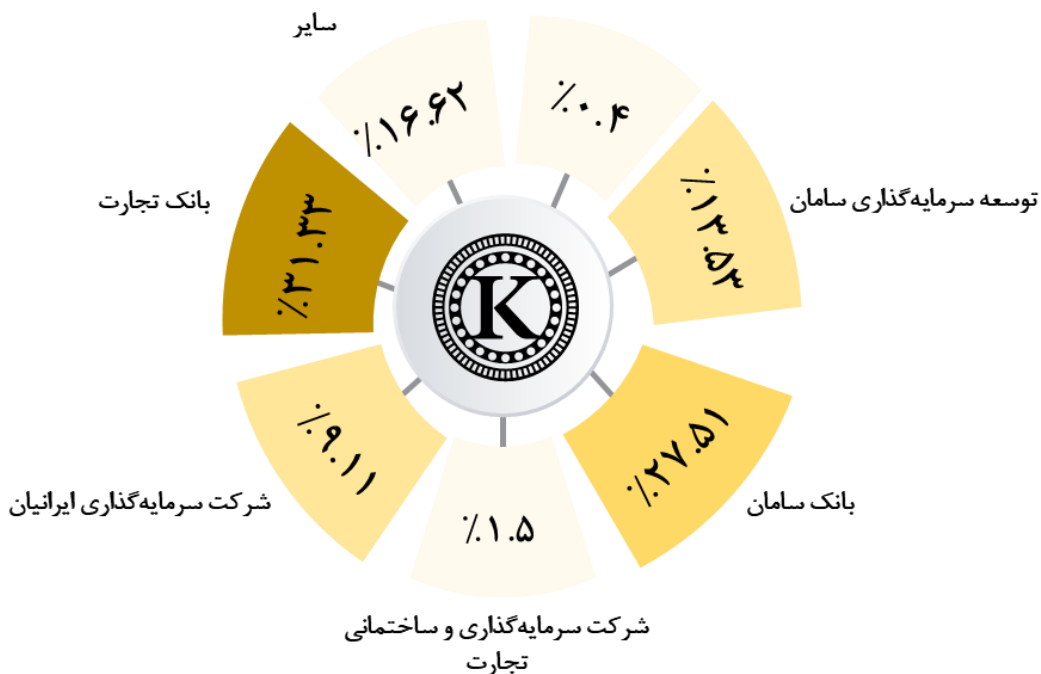 سایر
٪۱۶.۶۲
٪۰.۴
توسعه سرمایه‌گذاری سامان
٪۱۳.۵۳
بانک تجارت
٪۳۱.۳۳
K
بانک سامان
٪۲۷.۵۱
شرکت سرمایه‌گذاری ایرانیان
٪۹.۱۱
٪۱.۵
شرکت سرمایه‌گذاری و ساختمانی
تجارت